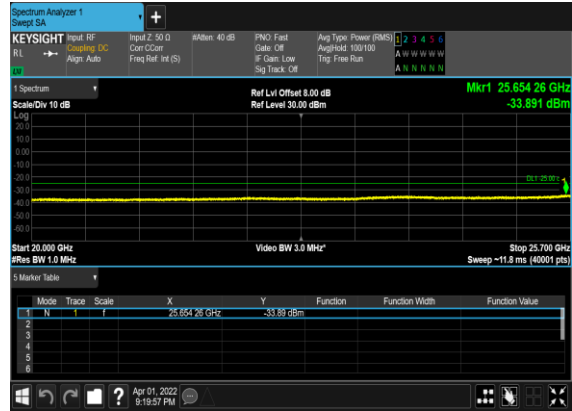 Spectrum Analyzer 1
Swept SA
+
KEYSIGHT Input: RF Input Z: 50 Ω #Atten: 40 dB PNO: Fast Avg Type: Power (RMS) 1 2 3 4 5 6
RL Coupling: DC Corr CCorr Gate: Off Avg|Hold: 100/100 A W W W W W
Align: Auto Freq Ref: Int (S) IF Gain: Low Trig: Free Run
Sig Track: Off A N N N N N
1 Spectrum Ref Lvl Offset 8.00 dB Mkr1 25.654 26 GHz
Scale/Div 10 dB Ref Level 30.00 dBm -33.891 dBm
Log
20.0
10.0
0.00
-10.0
-20.0
-30.0
-40.0
-50.0
-60.0
Start 20.000 GHz Video BW 3.0 MHz* Stop 25.700 GHz
#Res BW 1.0 MHz Sweep ~11.8 ms (40001 pts)
5 Marker Table
Mode Trace Scale X Y Function Function Width Function Value
1 N 1 f 25.654 26 GHz -33.89 dBm
2
3
4
5
6
? Apr 01, 2022
9:19:57 PM